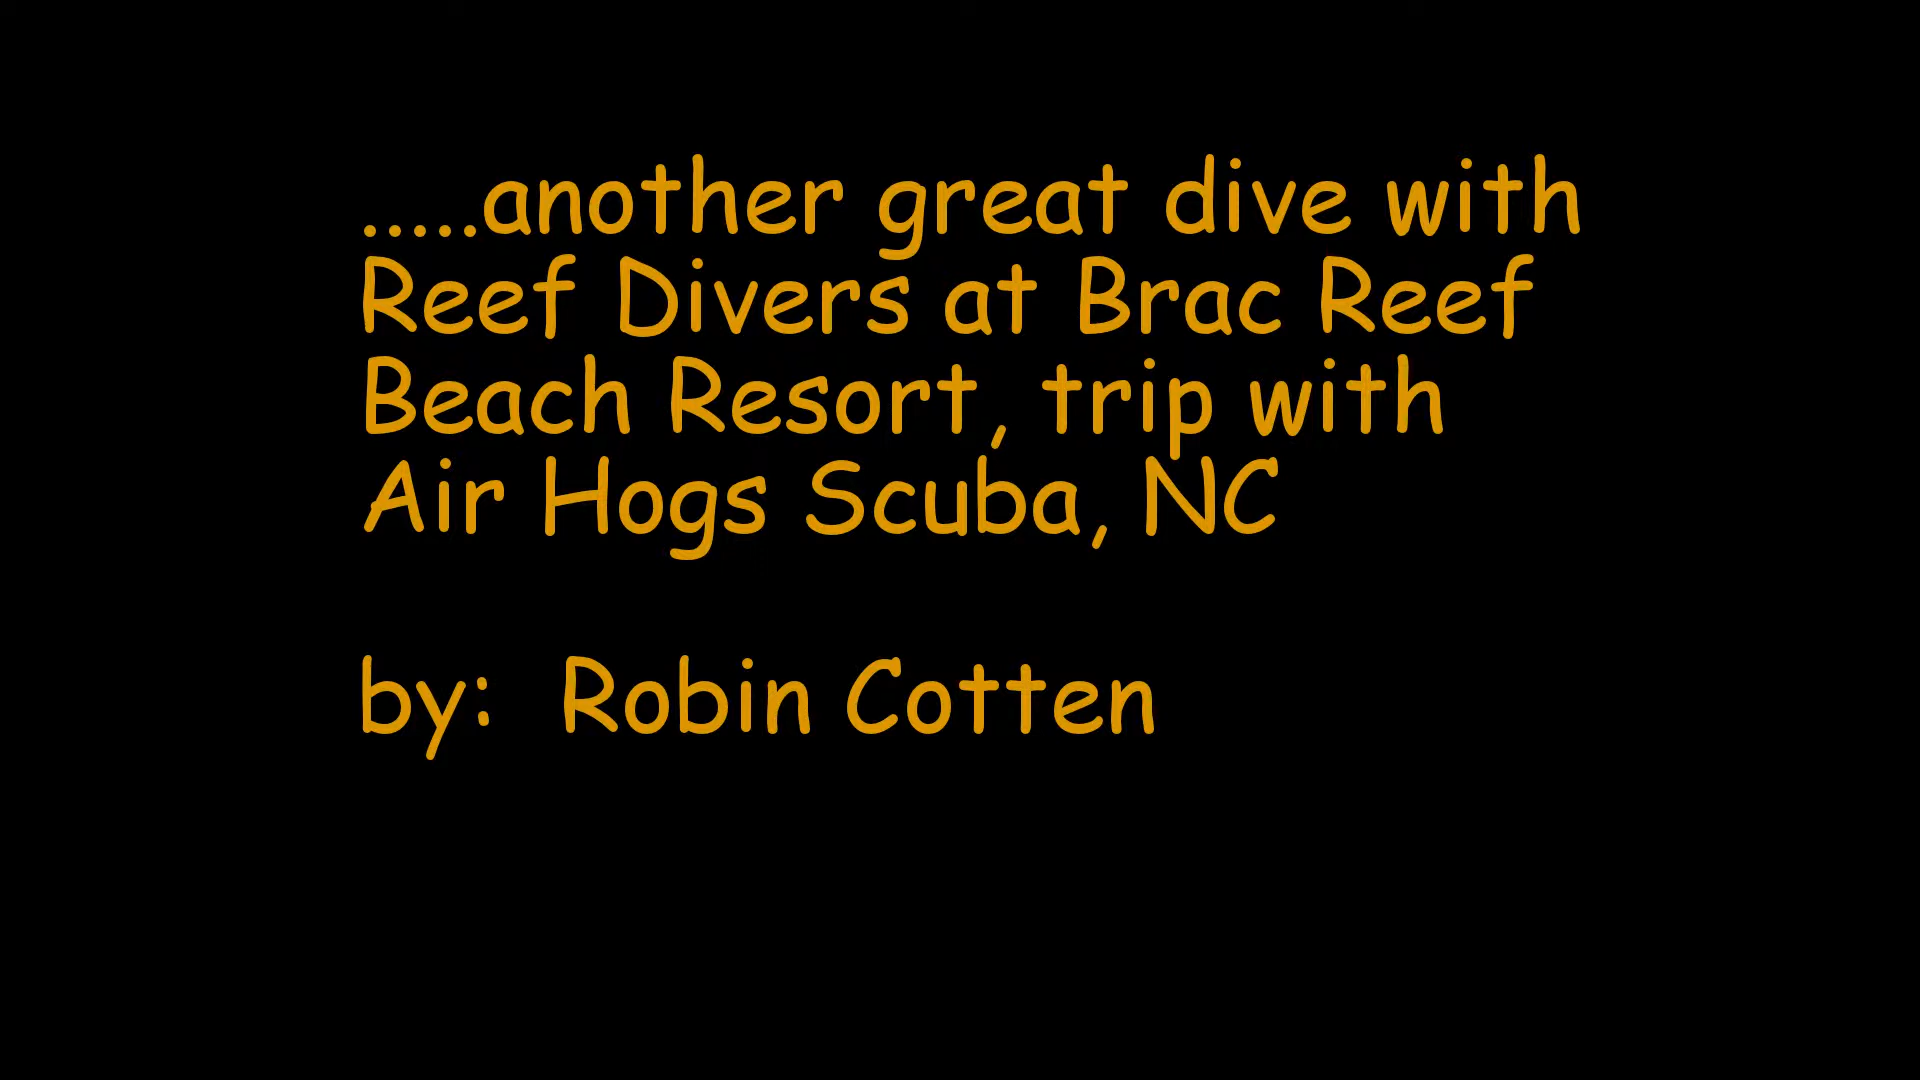 .....another great dive with
Reef Divers at Brac Reef
Beach Resort, trip with
Air Hogs Scuba, NC
by:  Robin Cotten